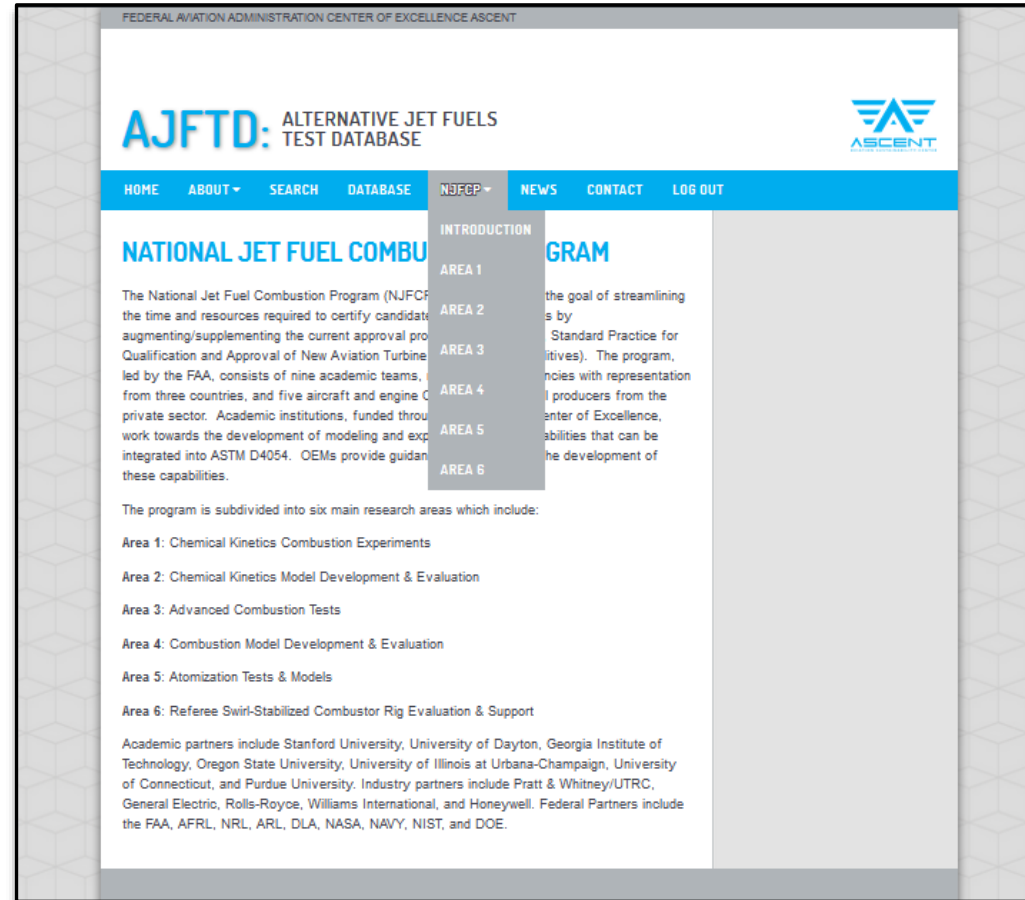 FEDERAL AVIATION ADMINISTRATION CENTER OF EXCELLENCE ASCENT
AJFTD: ALTERNATIVE JET FUELS
TEST DATABASE
ASCENT
HOME ABOUT SEARCH DATABASE NJFCP NEWS CONTACT LOG OUT
INTRODUCTION
AREA 1
AREA 2
AREA 3
AREA 4
AREA 5
AREA 6
NATIONAL JET FUEL COMBU GRAM
The National Jet Fuel Combustion Program (NJFCP the goal of streamlining
the time and resources required to certify candidate s by
augmenting/supplementing the current approval pro Standard Practice for
Qualification and Approval of New Aviation Turbine litives). The program,
led by the FAA, consists of nine academic teams, ncies with representation
from three countries, and five aircraft and engine l producers from the
private sector. Academic institutions, funded throu enter of Excellence,
work towards the development of modeling and exp abilities that can be
integrated into ASTM D4054. OEMs provide guidan he development of
these capabilities.
The program is subdivided into six main research areas which include:
Area 1: Chemical Kinetics Combustion Experiments
Area 2: Chemical Kinetics Model Development & Evaluation
Area 3: Advanced Combustion Tests
Area 4: Combustion Model Development & Evaluation
Area 5: Atomization Tests & Models
Area 6: Referee Swirl-Stabilized Combustor Rig Evaluation & Support
Academic partners include Stanford University, University of Dayton, Georgia Institute of
Technology, Oregon State University, University of Illinois at Urbana-Champaign, University
of Connecticut, and Purdue University. Industry partners include Pratt & Whitney/UTRC,
General Electric, Rolls-Royce, Williams International, and Honeywell. Federal Partners include
the FAA, AFRL, NRL, ARL, DLA, NASA, NAVY, NIST, and DOE.